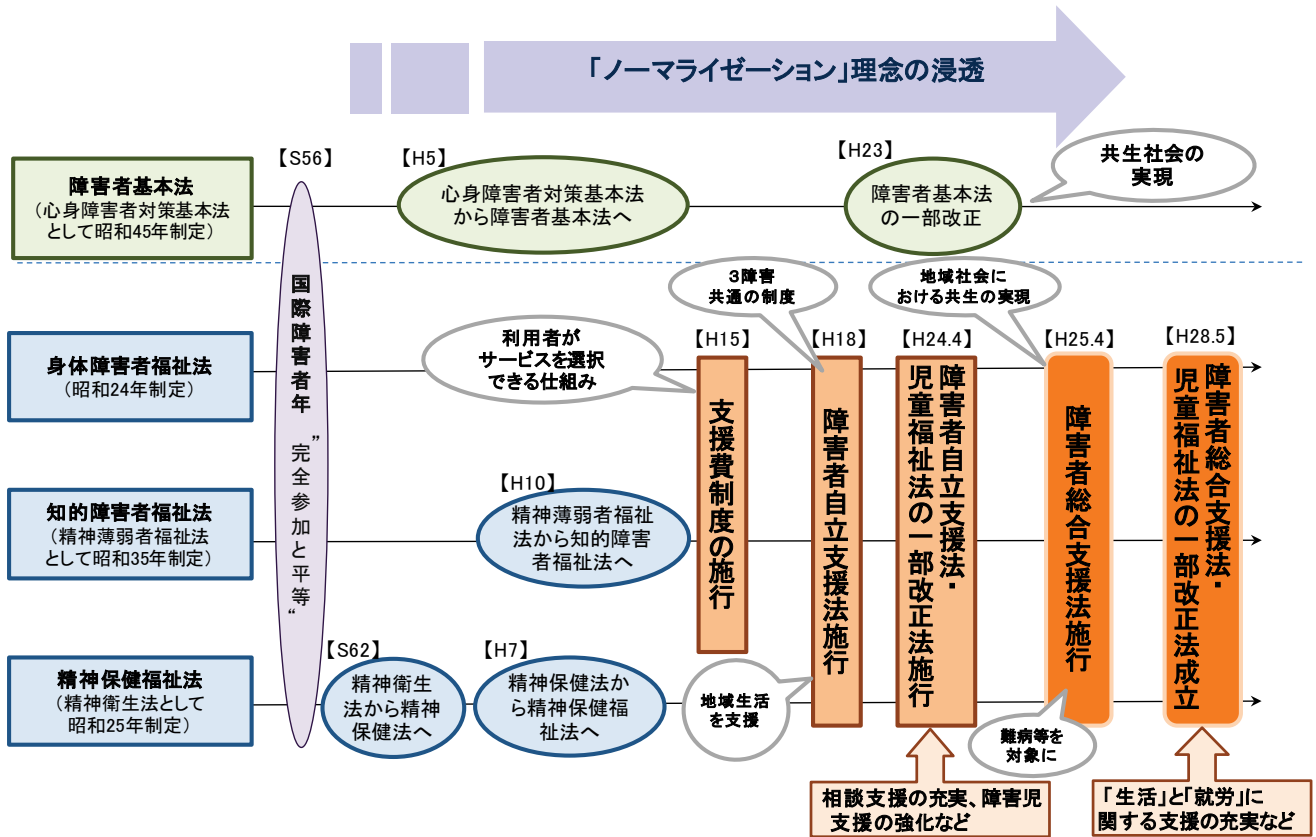 「ノーマライゼーション」理念の浸透
障害者基本法
(心身障害者対策基本法
として昭和45年制定)
【S56】
【H5】
心身障害者対策基本法
から障害者基本法へ
【H23】
障害者基本法
の一部改正
共生社会の
実現
国際障害者年
”完全参加と平等“
身体障害者福祉法
(昭和24年制定)
利用者が
サービスを選択
できる仕組み
【H15】
支援費制度の施行
3障害
共通の制度
【H18】
障害者自立支援法施行
【H24.4】
障害者自立支援法・
児童福祉法の一部改正法施行
地域社会に
おける共生の実現
【H25.4】
障害者総合支援法施行
【H28.5】
障害者総合支援法・
児童福祉法の一部改正法成立
知的障害者福祉法
(精神薄弱者福祉法
として昭和35年制定)
【H10】
精神薄弱者福祉
法から知的障害
者福祉法へ
精神保健福祉法
(精神衛生法として
昭和25年制定)
【S62】
精神衛生
法から精神
保健法へ
【H7】
精神保健法か
ら精神保健福
祉法へ
地域生活
を支援
難病等を
対象に
相談支援の充実、障害児
支援の強化など
「生活」と「就労」に
関する支援の充実など